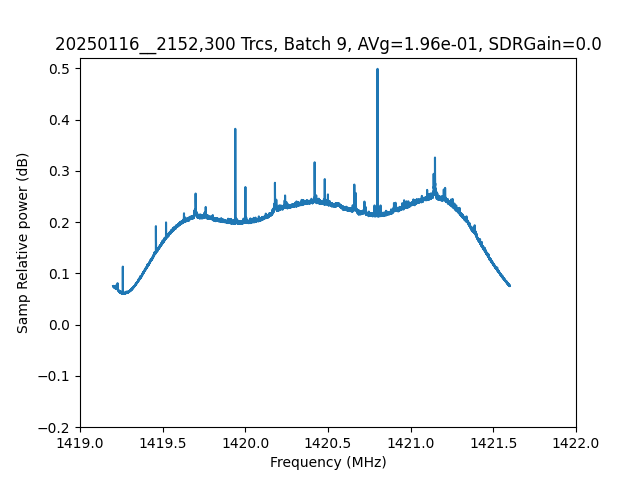 20250116__2152,300 Trcs, Batch 9, AVg=1.96e-01, SDRGain=0.0
0.5
0.4
0.3
0.2
0.1
0.0
−0.1
−0.2
Samp Relative power (dB)
1419.0 1419.5 1420.0 1420.5 1421.0 1421.5 1422.0
Frequency (MHz)